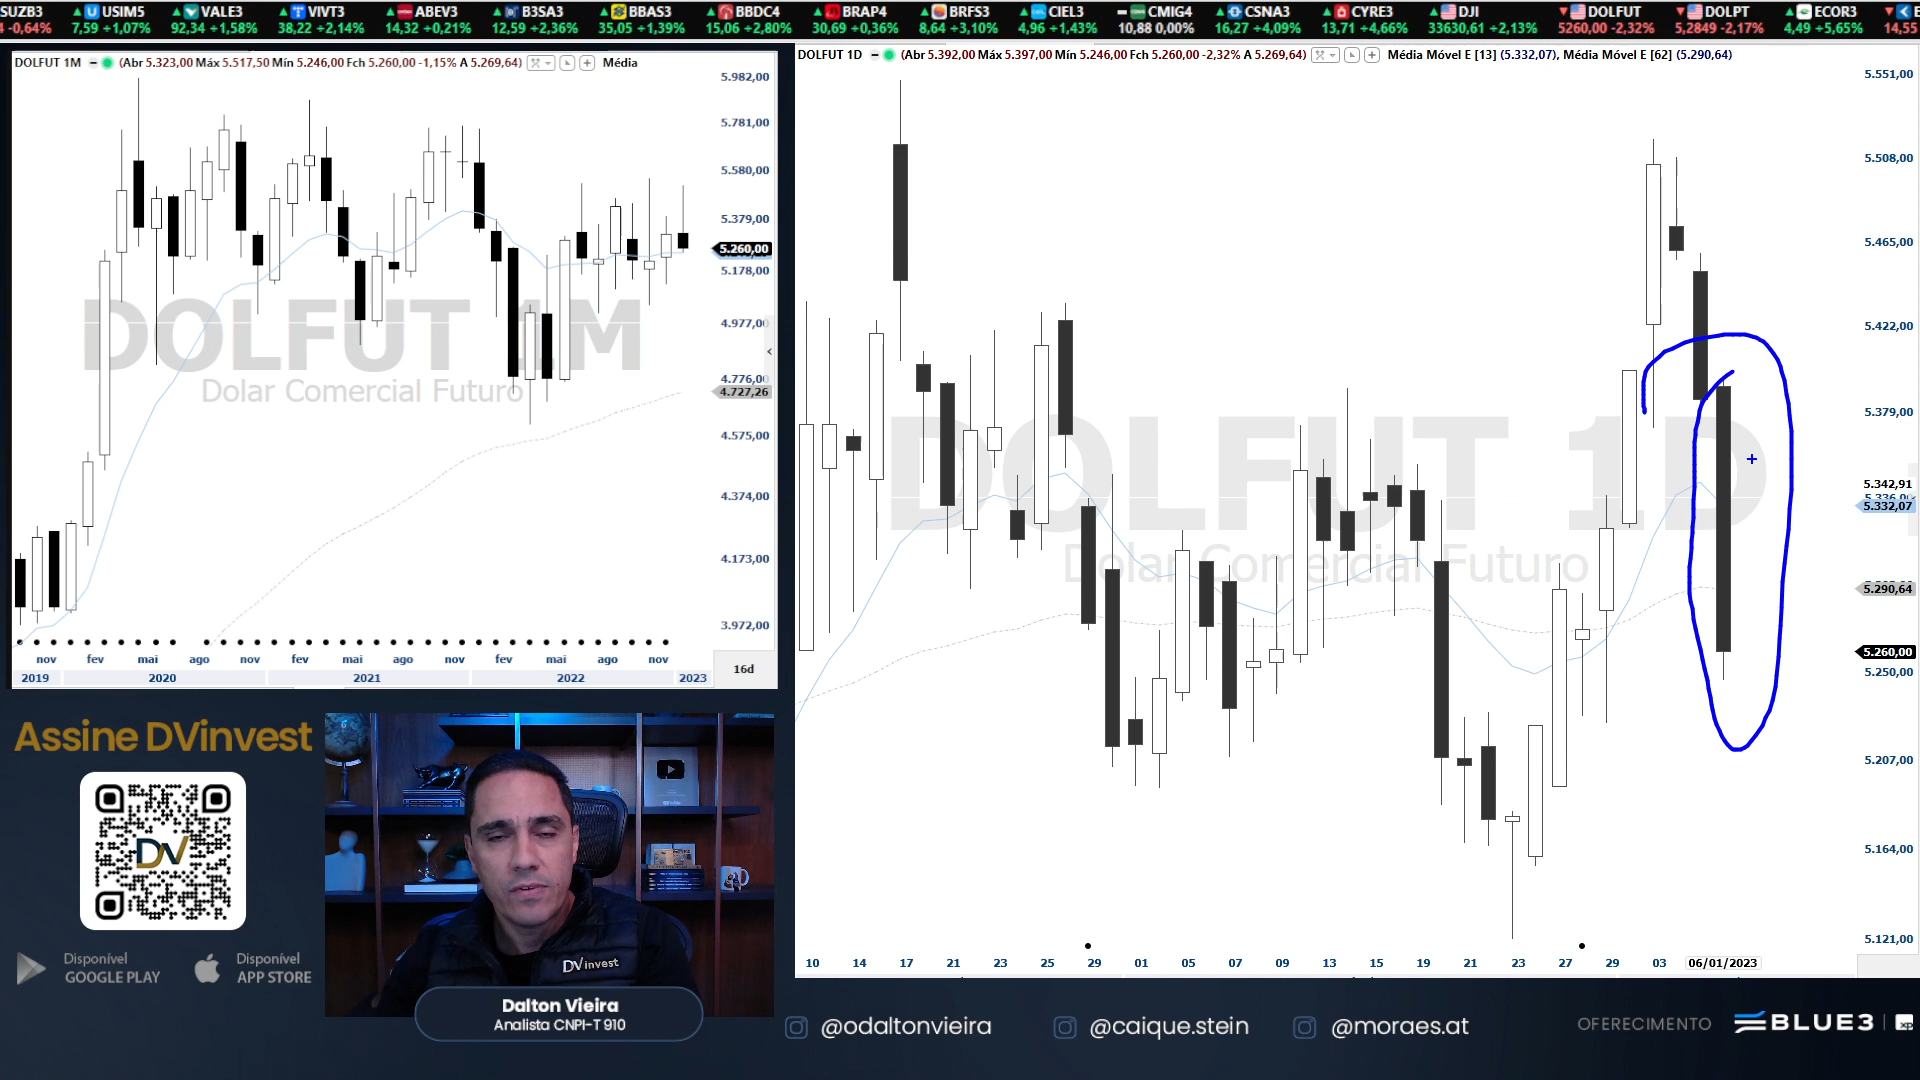 SUZB3 USIM5 VALE3 VIVT3 ABEV3 B3SA3 BBAS3 BBDC4 BRAP4 BRFS3 CIEL3 CMIG4 CSNA3 CYRE3 DJI DOLFUT DOLPT ECOR3
-0,64% 7,59 +1,07% 92,34 +1,58% 38,22 +2,14% 14,32 +0,21% 12,59 +2,36% 35,05 +1,39% 15,06 +2,80% 30,69 +0,36% 8,64 +3,10% 4,96 +1,43% 10,88 0,00% 16,27 +4,09% 13,71 +4,66% 33630,61 +2,13% 5260,00 -2,32% 5,2849 -2,17% 4,49 +5,65% 14,55
DOLFUT 1M (Abr 5.323,00 Máx 5.517,50 Mín 5.246,00 Fch 5.260,00 -1,15% A 5.269,64) Média
5.982,00
5.781,00
5.580,00
5.379,00
5.260,00
5.178,00
4.977,00
4.776,00
4.727,26
4.575,00
4.374,00
4.173,00
3.972,00
DOLFUT 1M
Dolar Comercial Futuro
nov fev mai ago nov fev mai ago nov fev mai ago nov
2019 2020 2021 2022 2023
16d
DOLFUT 1D (Abr 5.392,00 Máx 5.397,00 Mín 5.246,00 Fch 5.260,00 -2,32% A 5.269,64) Média Móvel E [13] (5.332,07), Média Móvel E [62] (5.290,64)
5.551,00
5.508,00
5.465,00
5.422,00
5.379,00
5.342,91
5.336,00
5.332,07
5.290,64
5.260,00
5.250,00
5.207,00
5.164,00
5.121,00
DOLFUT 1D
Dolar Comercial Futuro
10 14 17 21 23 25 29 01 05 07 09 13 15 19 21 23 27 29 03 06/01/2023
Assine DVinvest
DV
Disponível
GOOGLE PLAY
Disponível
APP STORE
DVinvest
Dalton Vieira
Analista CNPI-T 910
@odaltonvieira
@caique.stein
@moraes.at
OFERECIMENTO
BLUE3
xp